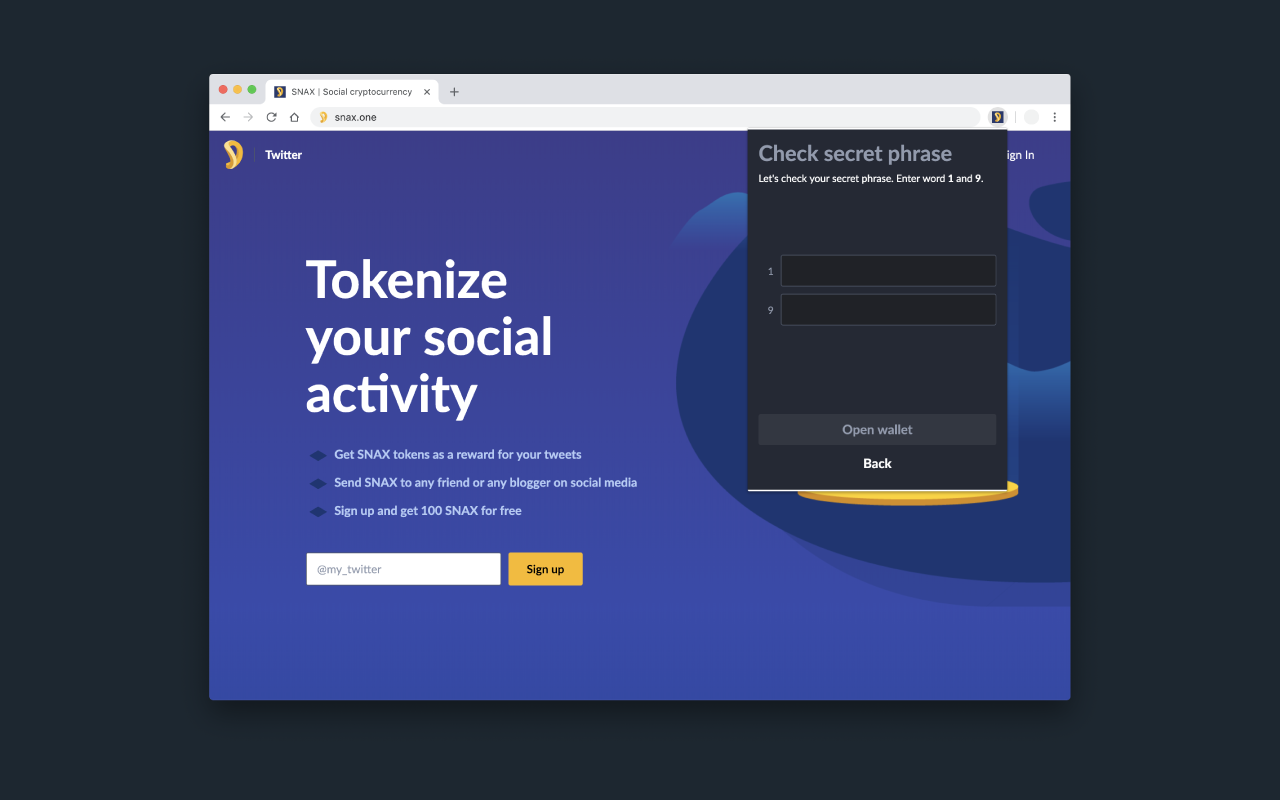 SNAX | Social cryptocurrency
snax.one
Twitter
ign In
Check secret phrase
Let's check your secret phrase. Enter word 1 and 9.
1
9
Open wallet
Back
Tokenize
your social
activity
Get SNAX tokens as a reward for your tweets
Send SNAX to any friend or any blogger on social media
Sign up and get 100 SNAX for free
@my_twitter
Sign up